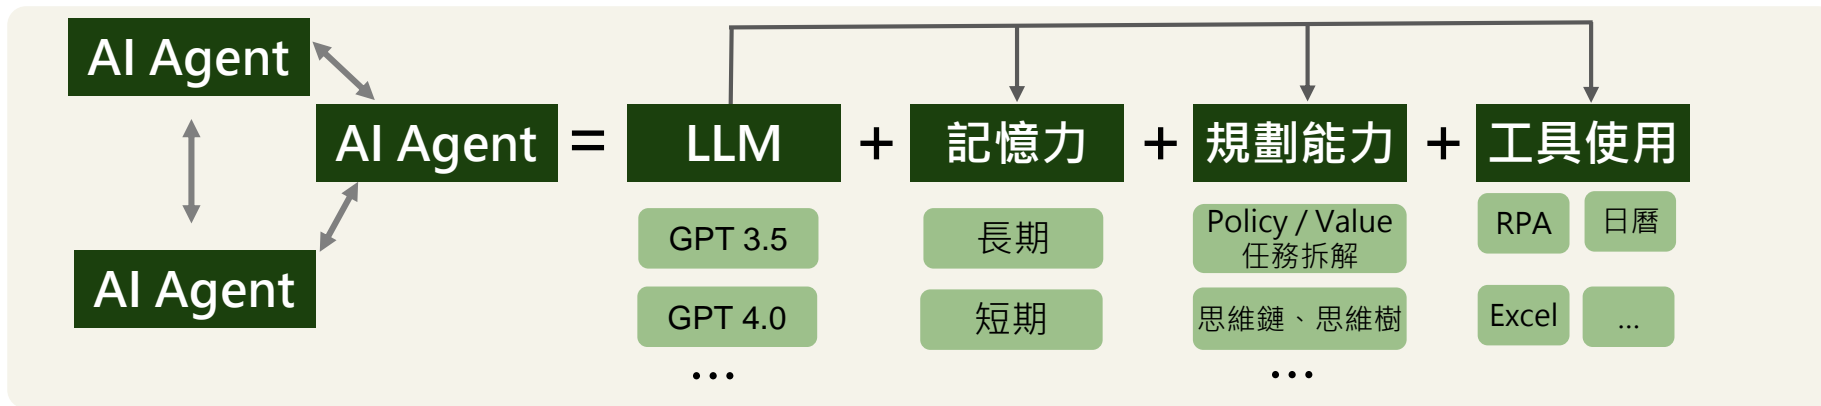 AI Agent
AI Agent
AI Agent
=
LLM
+
記憶力
+
規劃能力
+
工具使用
GPT 3.5
GPT 4.0
...
長期
短期
Policy / Value
任務拆解
思維鏈、思維樹
...
RPA
日曆
Excel
...